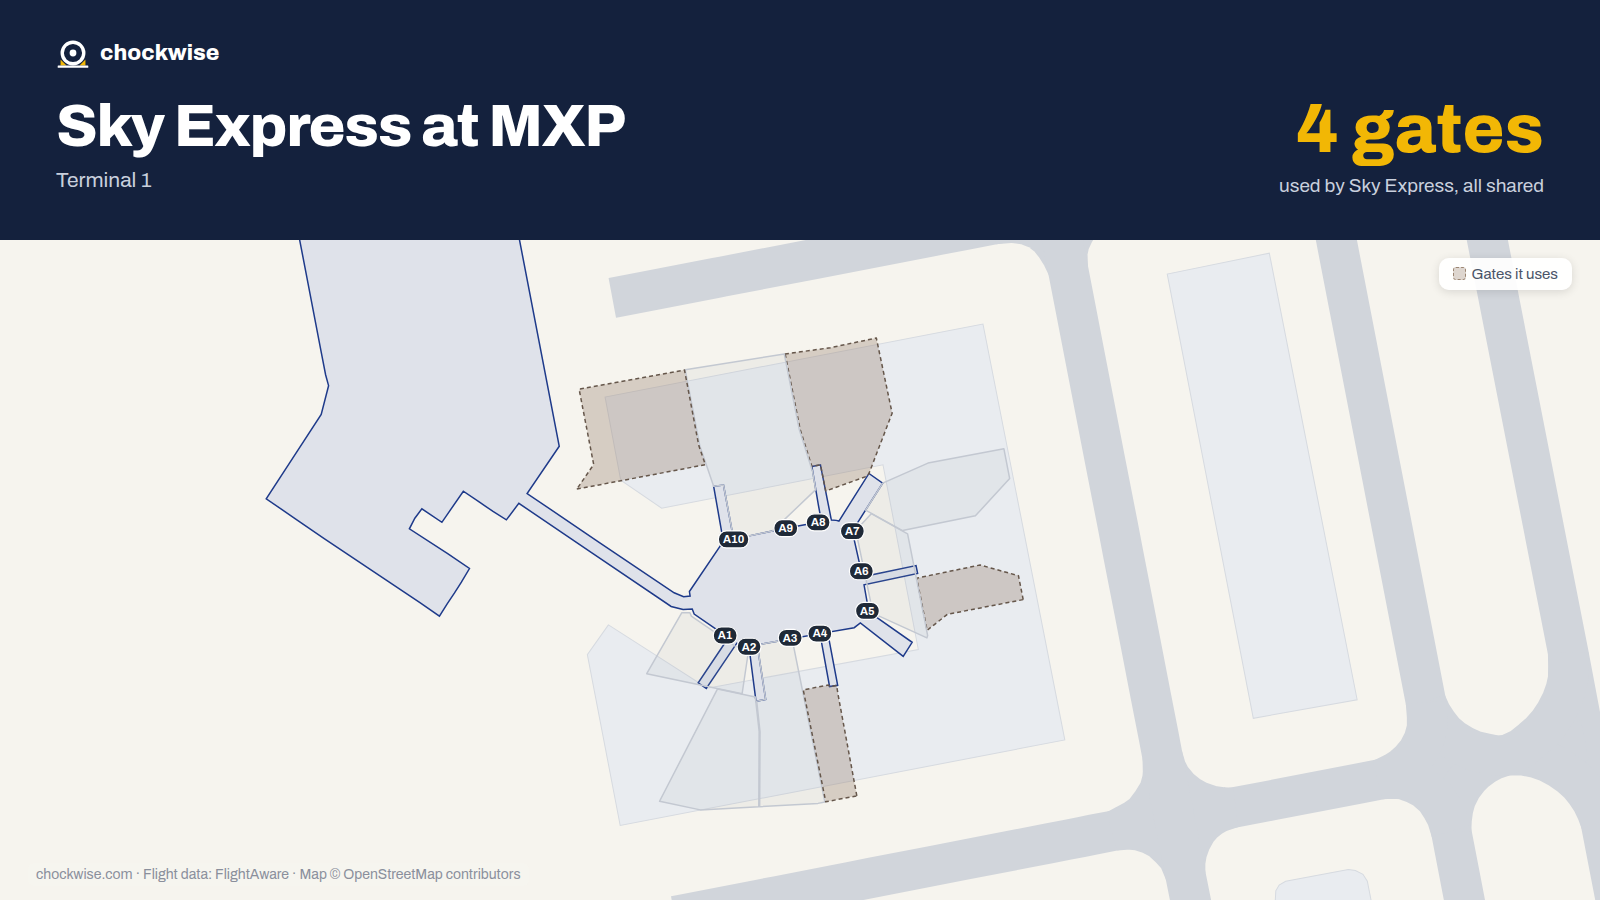 chockwise
Sky Express at MXP
Terminal 1
4 gates
used by Sky Express, all shared
Gates it uses
A10
A9
A8
A7
A6
A5
A1
A2
A3
A4
chockwise.com · Flight data: FlightAware · Map © OpenStreetMap contributors